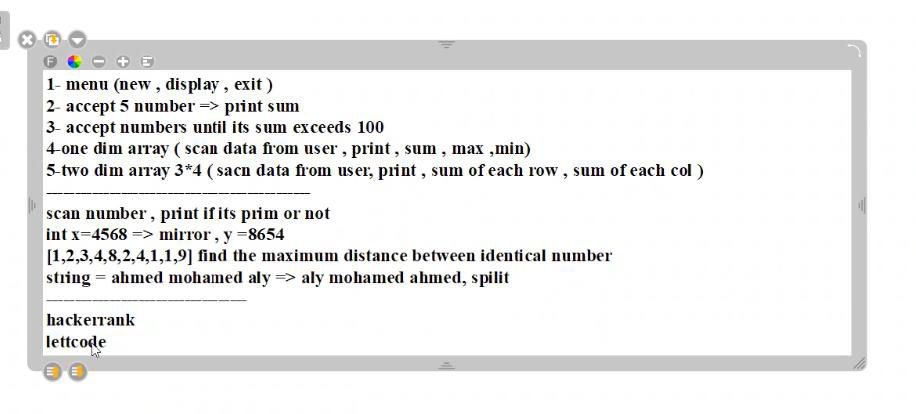 1- menu (new , display , exit )
2- accept 5 number => print sum
3- accept numbers until its sum exceeds 100
4-one dim array ( scan data from user , print , sum , max ,min)
5-two dim array 3*4 ( sacn data from user, print , sum of each row , sum of each col )
--------------------------------------------
scan number , print if its prim or not
int x=4568 => mirror , y =8654
[1,2,3,4,8,2,4,1,1,9] find the maximum distance between identical number
string = ahmed mohamed aly => aly mohamed ahmed, spilit
---------------------------------
hackerrank
lettcode